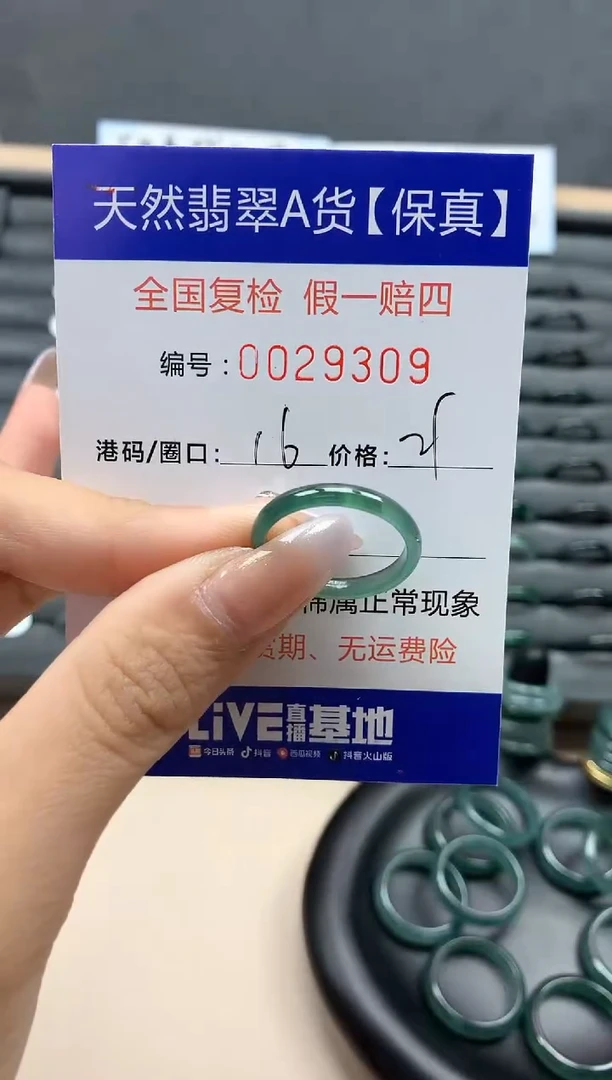 天然翡翠A货【保真】
全国复检 假一赔四
编号:0029309
港码/圈口: 16 价格:
属正常现象
货期、无运费险
LiVE直播基地
今日头条 抖音 西瓜视频 抖音火山版